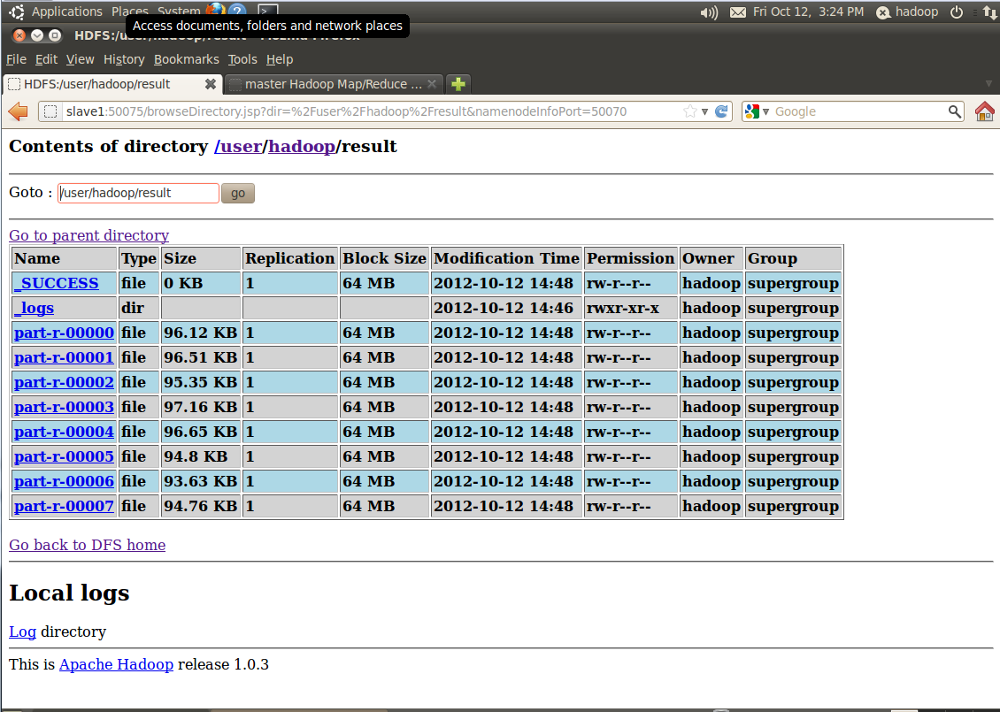 Applications Places System Fri Oct 12, 3:24 PM hadoop
Access documents, folders and network places
HDFS:/user/hadoop/result - Mozilla Firefox
File Edit View History Bookmarks Tools Help
HDFS:/user/hadoop/result master Hadoop Map/Reduce ...
slave1:50075/browseDirectory.jsp?dir=%2Fuser%2Fhadoop%2Fresult&namenodeInfoPort=50070 Google
Contents of directory /user/hadoop/result
Goto : /user/hadoop/result go
Go to parent directory
Name Type Size Replication Block Size Modification Time Permission Owner Group
_SUCCESS file 0 KB 1 64 MB 2012-10-12 14:48 rw-r--r-- hadoop supergroup
_logs dir 2012-10-12 14:46 rwxr-xr-x hadoop supergroup
part-r-00000 file 96.12 KB 1 64 MB 2012-10-12 14:48 rw-r--r-- hadoop supergroup
part-r-00001 file 96.51 KB 1 64 MB 2012-10-12 14:48 rw-r--r-- hadoop supergroup
part-r-00002 file 95.35 KB 1 64 MB 2012-10-12 14:48 rw-r--r-- hadoop supergroup
part-r-00003 file 97.16 KB 1 64 MB 2012-10-12 14:48 rw-r--r-- hadoop supergroup
part-r-00004 file 96.65 KB 1 64 MB 2012-10-12 14:48 rw-r--r-- hadoop supergroup
part-r-00005 file 94.8 KB 1 64 MB 2012-10-12 14:48 rw-r--r-- hadoop supergroup
part-r-00006 file 93.63 KB 1 64 MB 2012-10-12 14:48 rw-r--r-- hadoop supergroup
part-r-00007 file 94.76 KB 1 64 MB 2012-10-12 14:48 rw-r--r-- hadoop supergroup
Go back to DFS home
Local logs
Log directory
This is Apache Hadoop release 1.0.3